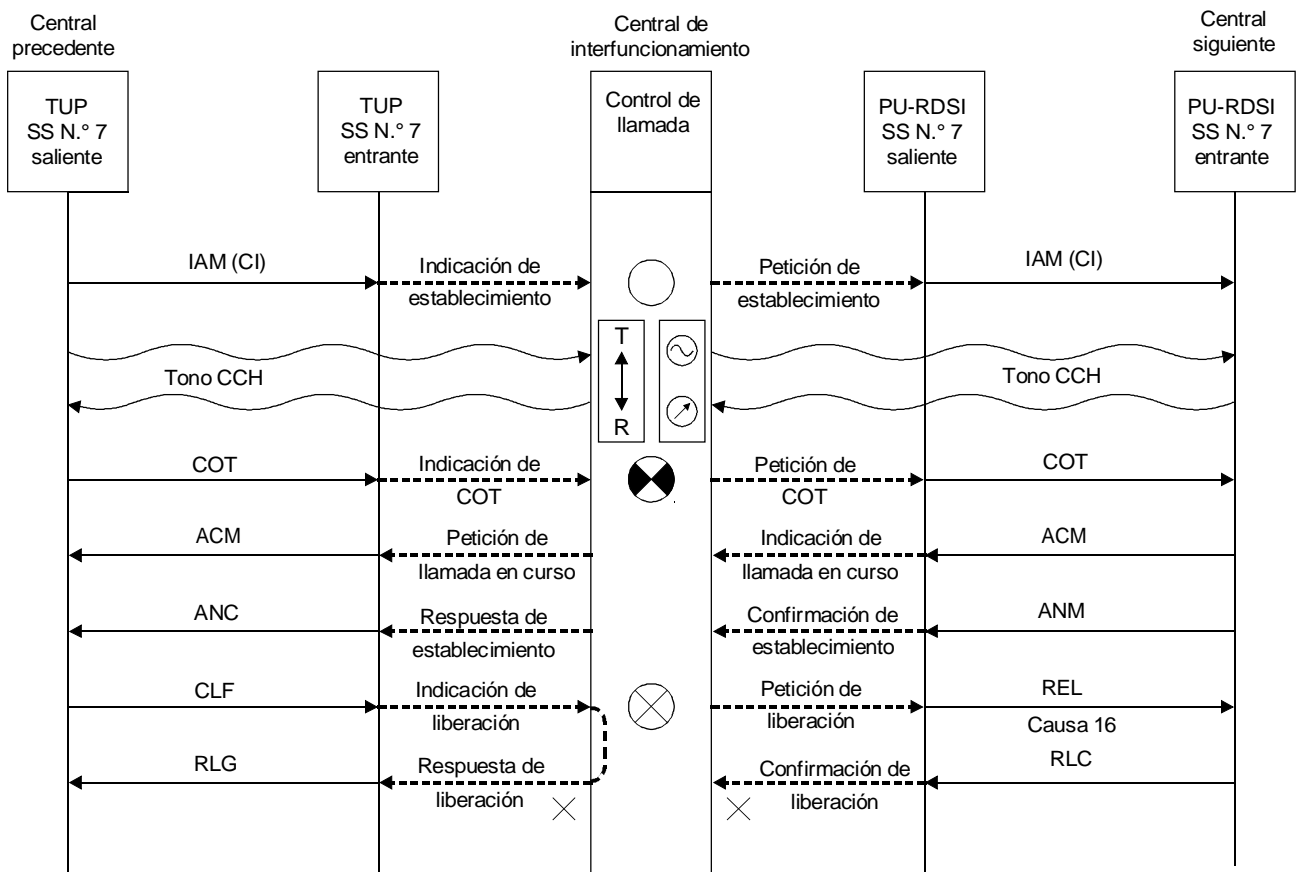 Central
precedente
Central de
interfuncionamiento
Central
siguiente
TUP
SS N.° 7
saliente
TUP
SS N.° 7
entrante
Control de
llamada
PU-RDSI
SS N.° 7
saliente
PU-RDSI
SS N.° 7
entrante
IAM (CI)
Indicación de
establecimiento
Petición de
establecimiento
IAM (CI)
T
R
Tono CCH
Tono CCH
COT
Indicación de
COT
Petición de
COT
COT
ACM
Petición de
llamada en curso
Indicación de
llamada en curso
ACM
ANC
Respuesta de
establecimiento
Confirmación de
establecimiento
ANM
CLF
Indicación de
liberación
Petición de
liberación
REL
Causa 16
RLG
Respuesta de
liberación
Confirmación de
liberación
RLC